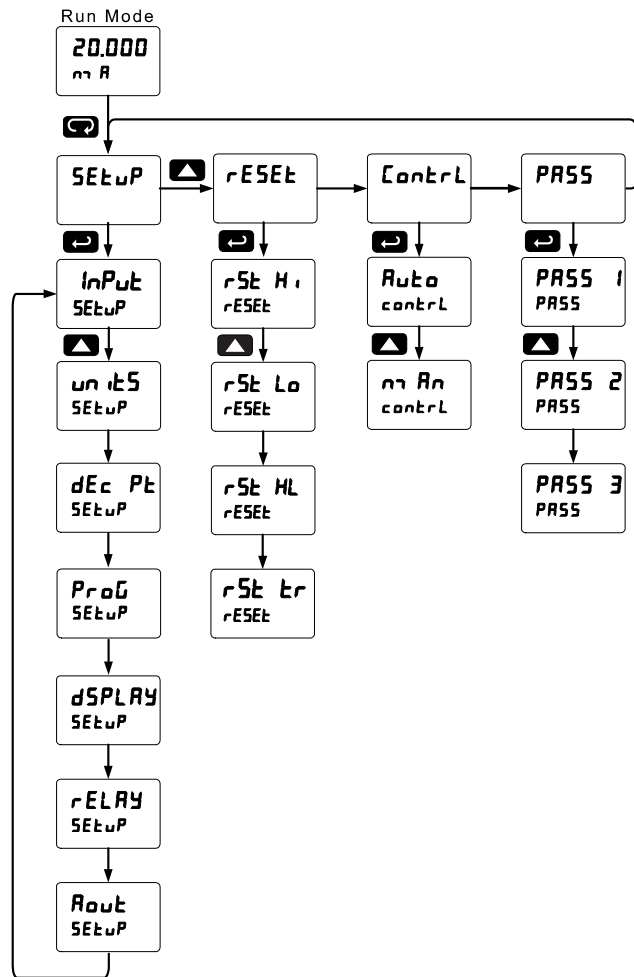 Run Mode
20.000
mA
SEtuP
rESEt
ContrL
PASS
InPut
SEtuP
rSt Hi
rESEt
Auto
contrL
PASS 1
PASS
unitS
SEtuP
rSt Lo
rESEt
mAn
contrL
PASS 2
PASS
dEc Pt
SEtuP
rSt HL
rESEt
PASS 3
PASS
ProG
SEtuP
rSt tr
rESEt
dSPLAY
SEtuP
rELAY
SEtuP
Aout
SEtuP